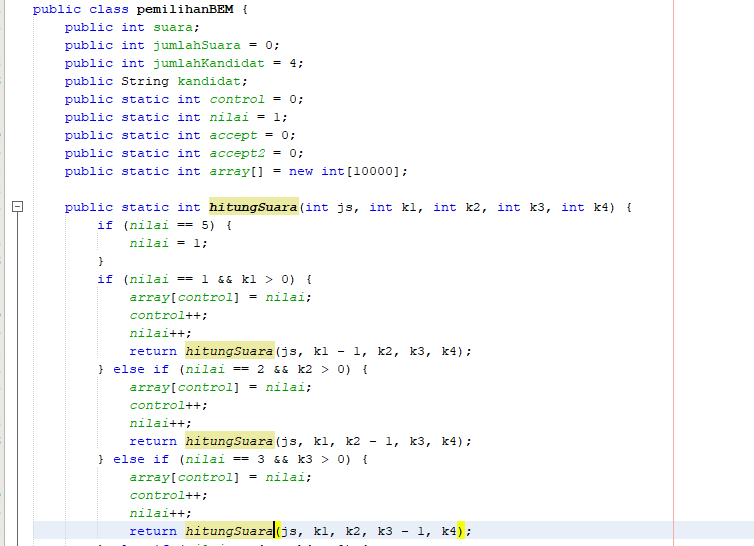 public class pemilihanBEM {
public int suara;
public int jumlahSuara = 0;
public int jumlahKandidat = 4;
public String kandidat;
public static int control = 0;
public static int nilai = 1;
public static int accept = 0;
public static int accept2 = 0;
public static int array[] = new int[10000];
public static int hitungSuara(int js, int k1, int k2, int k3, int k4) {
if (nilai == 5) {
nilai = 1;
}
if (nilai == 1 && k1 > 0) {
array[control] = nilai;
control++;
nilai++;
return hitungSuara(js, k1 - 1, k2, k3, k4);
} else if (nilai == 2 && k2 > 0) {
array[control] = nilai;
control++;
nilai++;
return hitungSuara(js, k1, k2 - 1, k3, k4);
} else if (nilai == 3 && k3 > 0) {
array[control] = nilai;
control++;
nilai++;
return hitungSuara(js, k1, k2, k3 - 1, k4);